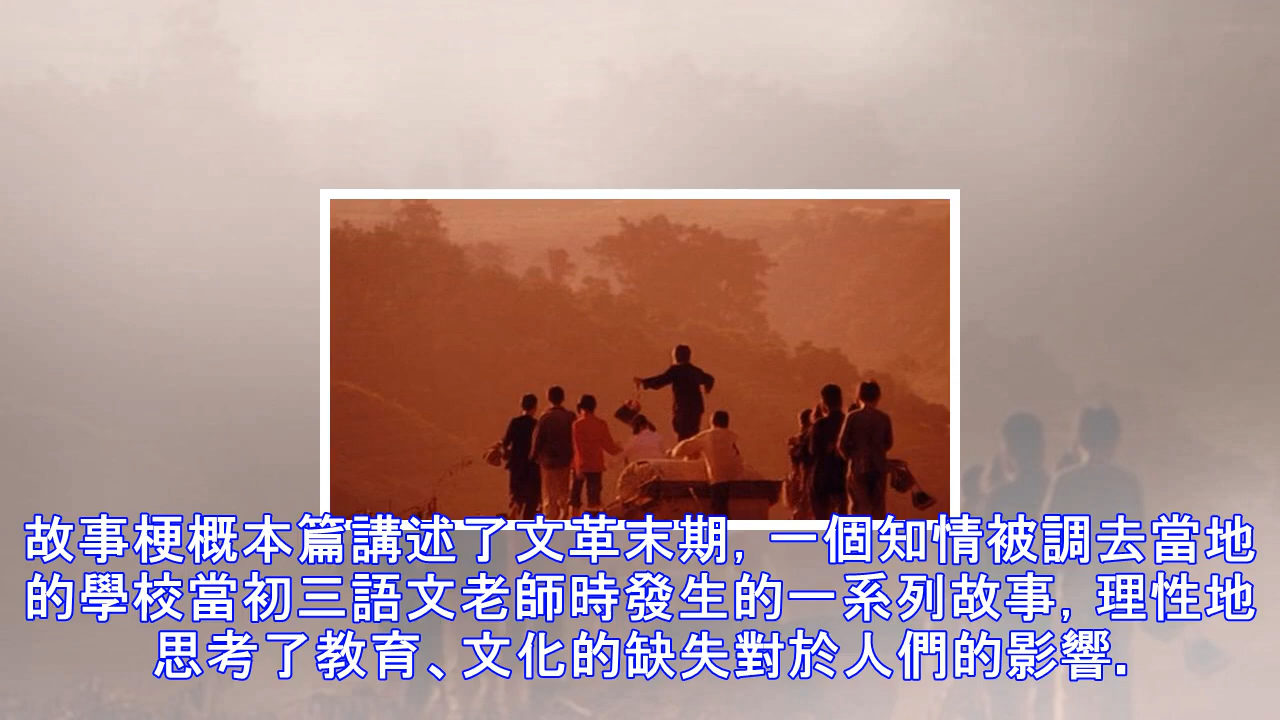 故事梗概本篇講述了文革末期, 一個知情被調去當地
的學校當初三語文老師時發生的一系列故事, 理性地
思考了教育、文化的缺失對於人們的影響.